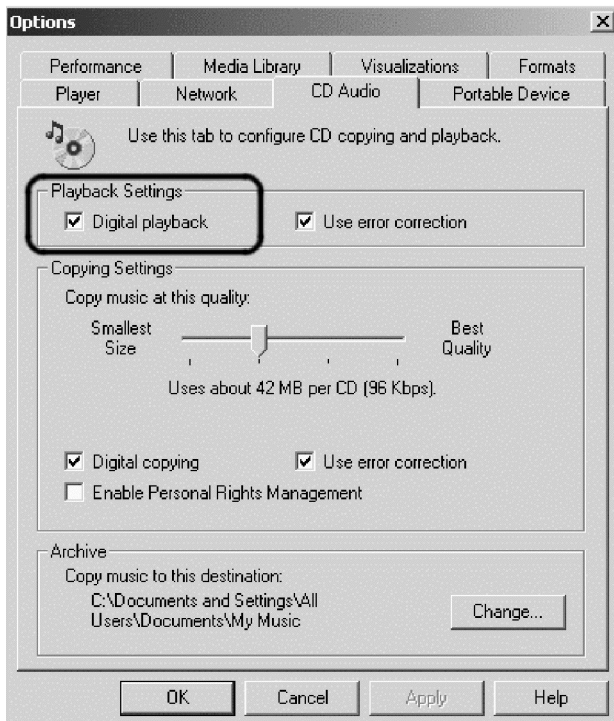 Options
Performance Media Library Visualizations Formats
Player Network CD Audio Portable Device
Use this tab to configure CD copying and playback.
Playback Settings
Digital playback Use error correction
Copying Settings
Copy music at this quality:
Smallest Size Best Quality
Uses about 42 MB per CD (96 Kbps).
Digital copying Use error correction
Enable Personal Rights Management
Archive
Copy music to this destination:
C:\Documents and Settings\All
Users\Documents\My Music
Change...
OK Cancel Apply Help